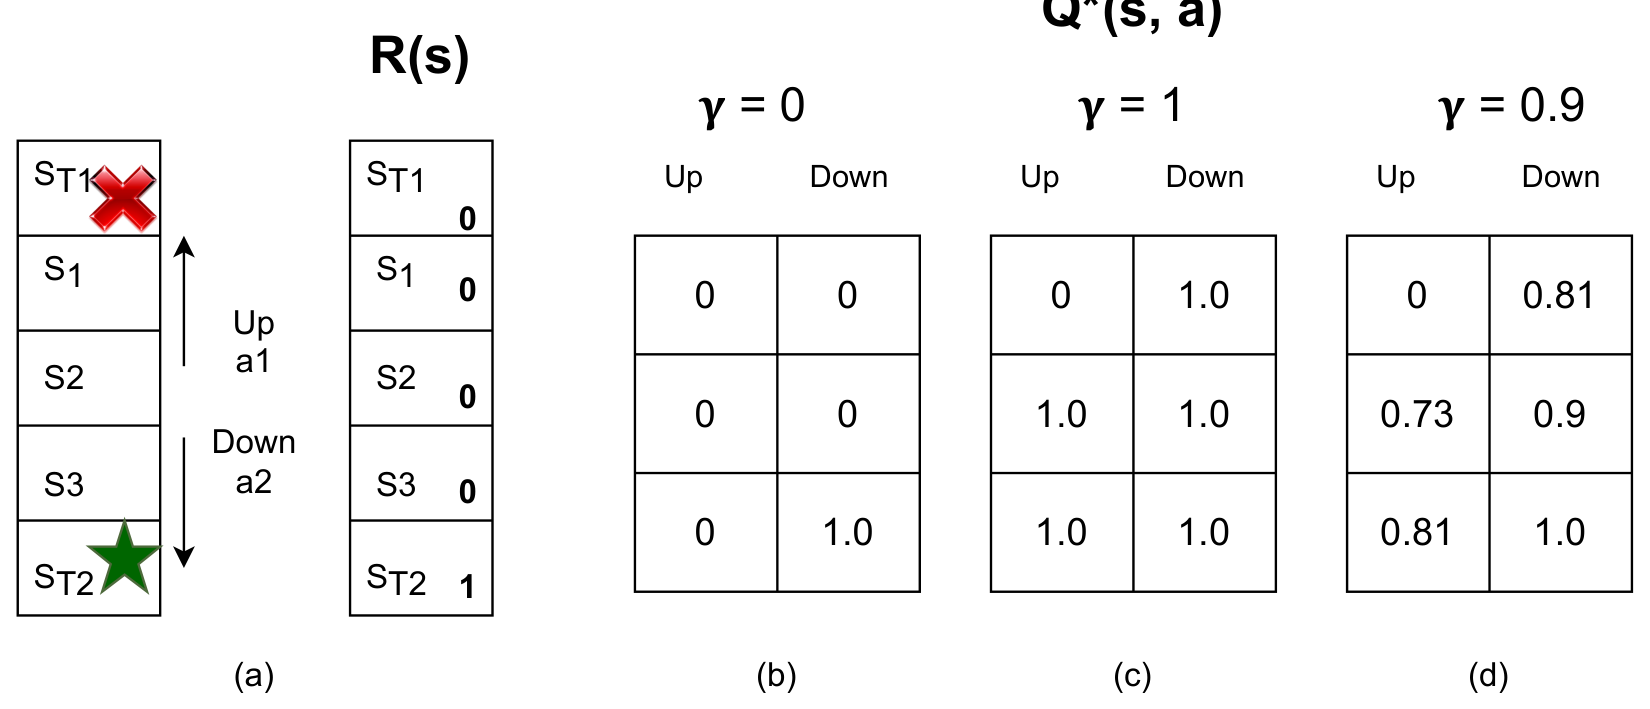 Q*(s, a)
R(s)
γ = 0
γ = 1
γ = 0.9
Up Down
Up Down
Up Down
ST1
S1
S2
S3
ST2
Up
a1
Down
a2
ST1 0
S1 0
S2 0
S3 0
ST2 1
0 0
0 0
0 1.0
0 1.0
1.0 1.0
1.0 1.0
0 0.81
0.73 0.9
0.81 1.0
(a)
(b)
(c)
(d)